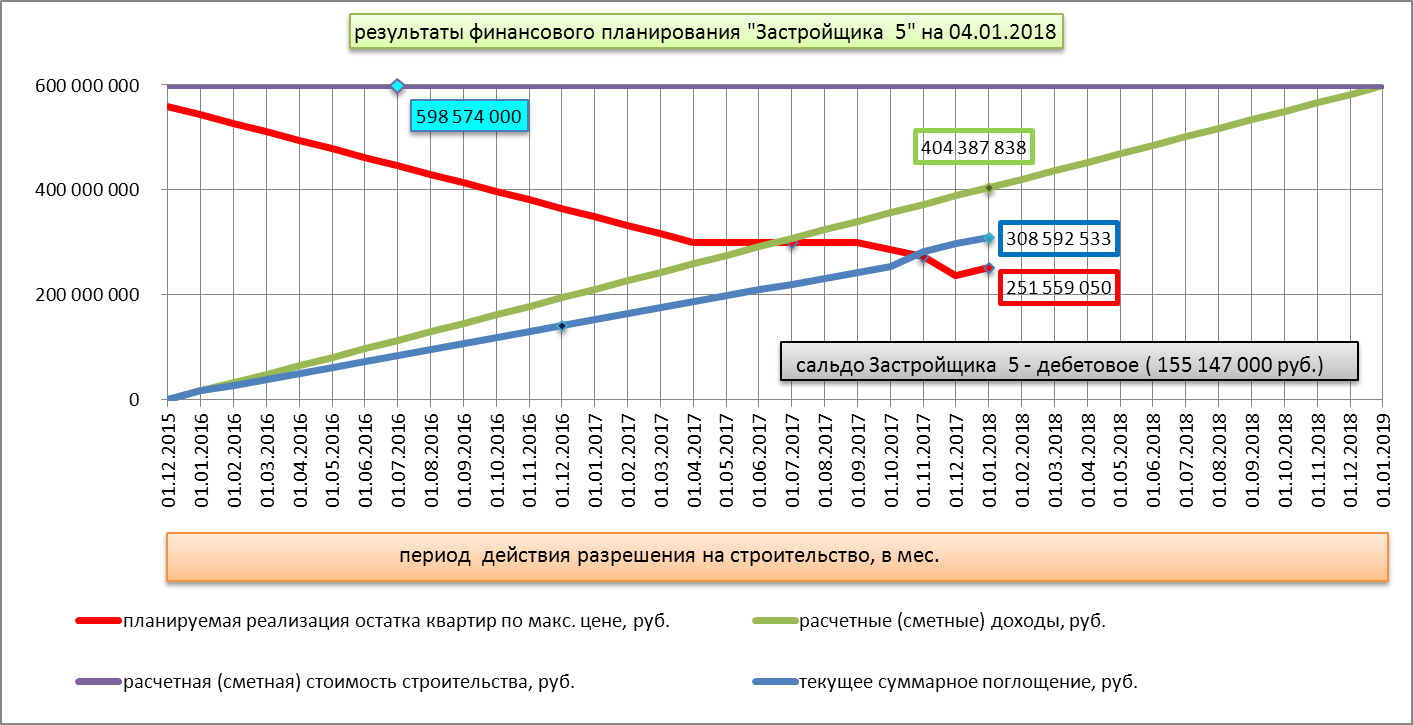 результаты финансового планирования "Застройщика 5" на 04.01.2018
600 000 000
598 574 000
404 387 838
400 000 000
308 592 533
251 559 050
200 000 000
сальдо Застройщика 5 - дебетовое ( 155 147 000 руб.)
0
01.12.2015
01.01.2016
01.02.2016
01.03.2016
01.04.2016
01.05.2016
01.06.2016
01.07.2016
01.08.2016
01.09.2016
01.10.2016
01.11.2016
01.12.2016
01.01.2017
01.02.2017
01.03.2017
01.04.2017
01.05.2017
01.06.2017
01.07.2017
01.08.2017
01.09.2017
01.10.2017
01.11.2017
01.12.2017
01.01.2018
01.02.2018
01.03.2018
01.04.2018
01.05.2018
01.06.2018
01.07.2018
01.08.2018
01.09.2018
01.10.2018
01.11.2018
01.12.2018
01.01.2019
период действия разрешения на строительство, в мес.
планируемая реализация остатка квартир по макс. цене, руб.
расчетные (сметные) доходы, руб.
расчетная (сметная) стоимость строительства, руб.
текущее суммарное поглощение, руб.